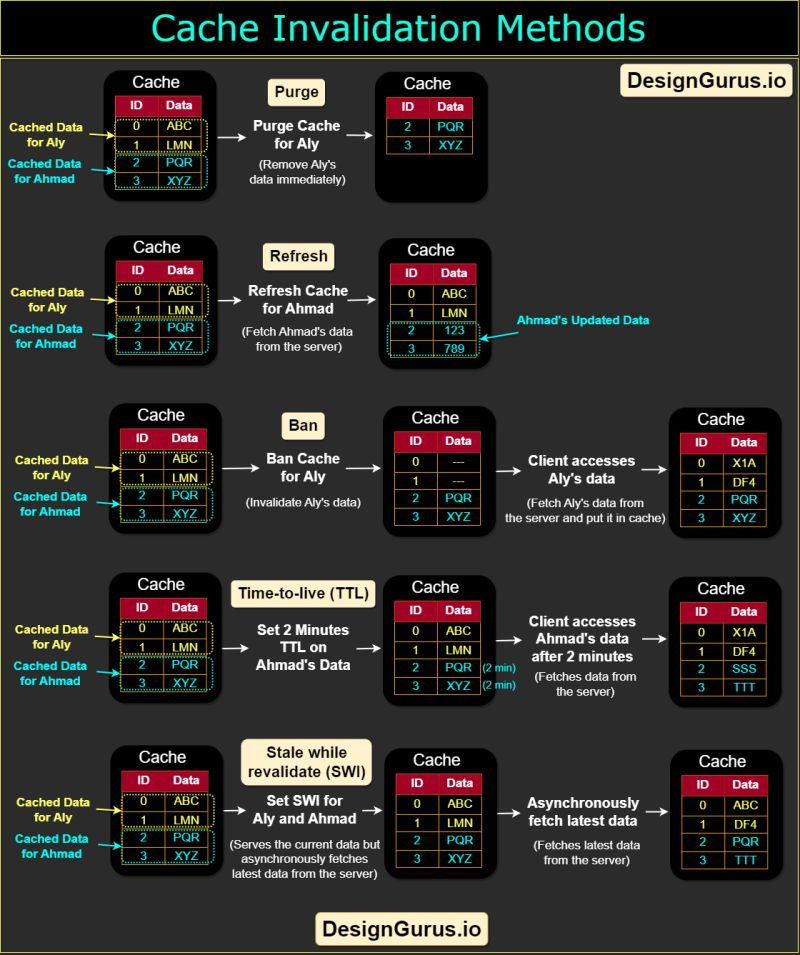 Cache Invalidation Methods
DesignGurus.io
Cache
ID Data
0 ABC
1 LMN
2 PQR
3 XYZ
Cached Data
for Aly
Cached Data
for Ahmad
Purge
Purge Cache
for Aly
(Remove Aly's
data immediately)
Cache
ID Data
2 PQR
3 XYZ
Cache
ID Data
0 ABC
1 LMN
2 PQR
3 XYZ
Cached Data
for Aly
Cached Data
for Ahmad
Refresh
Refresh Cache
for Ahmad
(Fetch Ahmad's data
from the server)
Cache
ID Data
0 ABC
1 LMN
2 123
3 789
Ahmad's Updated Data
Cache
ID Data
0 ABC
1 LMN
2 PQR
3 XYZ
Cached Data
for Aly
Cached Data
for Ahmad
Ban
Ban Cache
for Aly
(Invalidate Aly's data)
Cache
ID Data
0 ---
1 ---
2 PQR
3 XYZ
Client accesses
Aly's data
(Fetch Aly's data from
the server and put it in cache)
Cache
ID Data
0 X1A
1 DF4
2 PQR
3 XYZ
Cache
ID Data
0 ABC
1 LMN
2 PQR
3 XYZ
Cached Data
for Aly
Cached Data
for Ahmad
Time-to-live (TTL)
Set 2 Minutes
TTL on
Ahmad's Data
Cache
ID Data
0 ABC
1 LMN
2 PQR (2 min)
3 XYZ (2 min)
Client accesses
Ahmad's data
after 2 minutes
(Fetches data from
the server)
Cache
ID Data
0 X1A
1 DF4
2 SSS
3 TTT
Cache
ID Data
0 ABC
1 LMN
2 PQR
3 XYZ
Cached Data
for Aly
Cached Data
for Ahmad
Stale while
revalidate (SWI)
Set SWI for
Aly and Ahmad
(Serves the current data but
asynchronously fetches
latest data from the server)
Cache
ID Data
0 ABC
1 LMN
2 PQR
3 XYZ
Asynchronously
fetch latest data
(Fetches latest data
from the server)
Cache
ID Data
0 ABC
1 DF4
2 PQR
3 TTT
DesignGurus.io